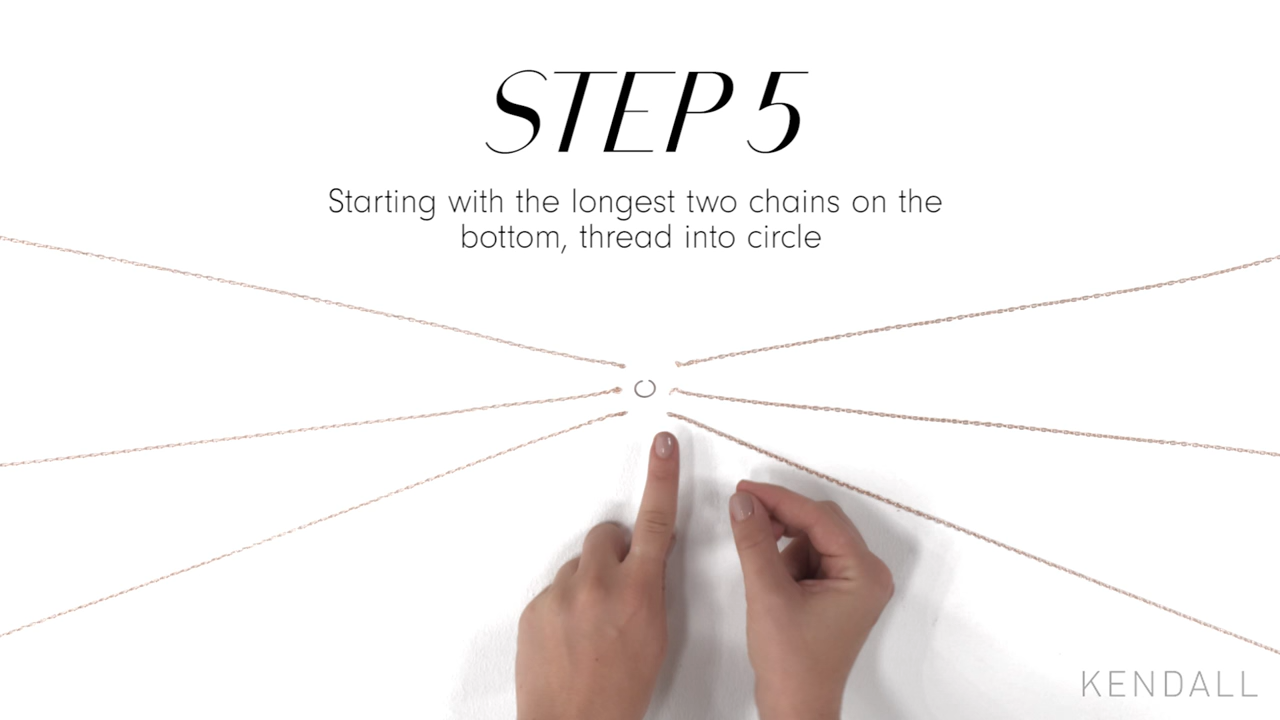 STEP 5
Starting with the longest two chains on the
bottom, thread into circle
KENDALL